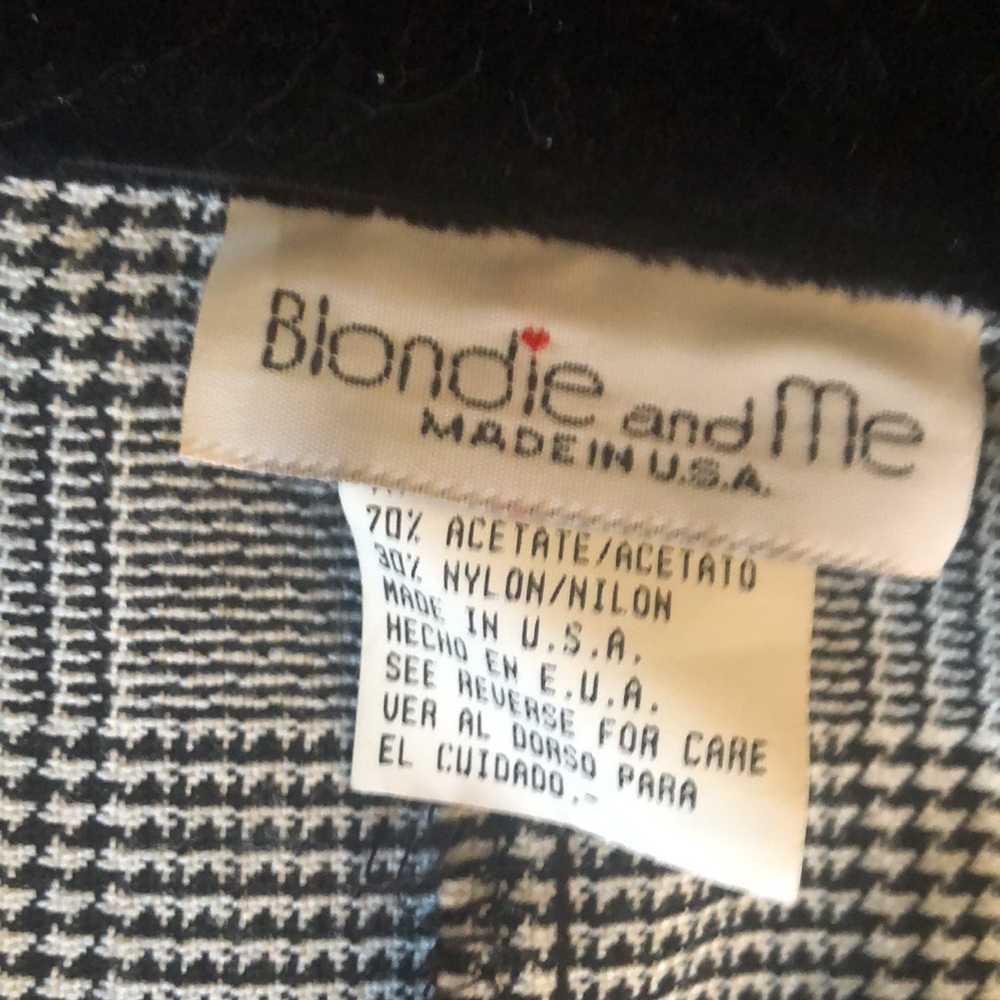 Blondie and Me
MADE IN U.S.A.
70% ACETATE/ACETATO
30% NYLON/NILON
MADE IN U.S.A.
HECHO EN E.U.A.
SEE REVERSE FOR CARE
VER AL DORSO PARA
EL CUIDADO.-